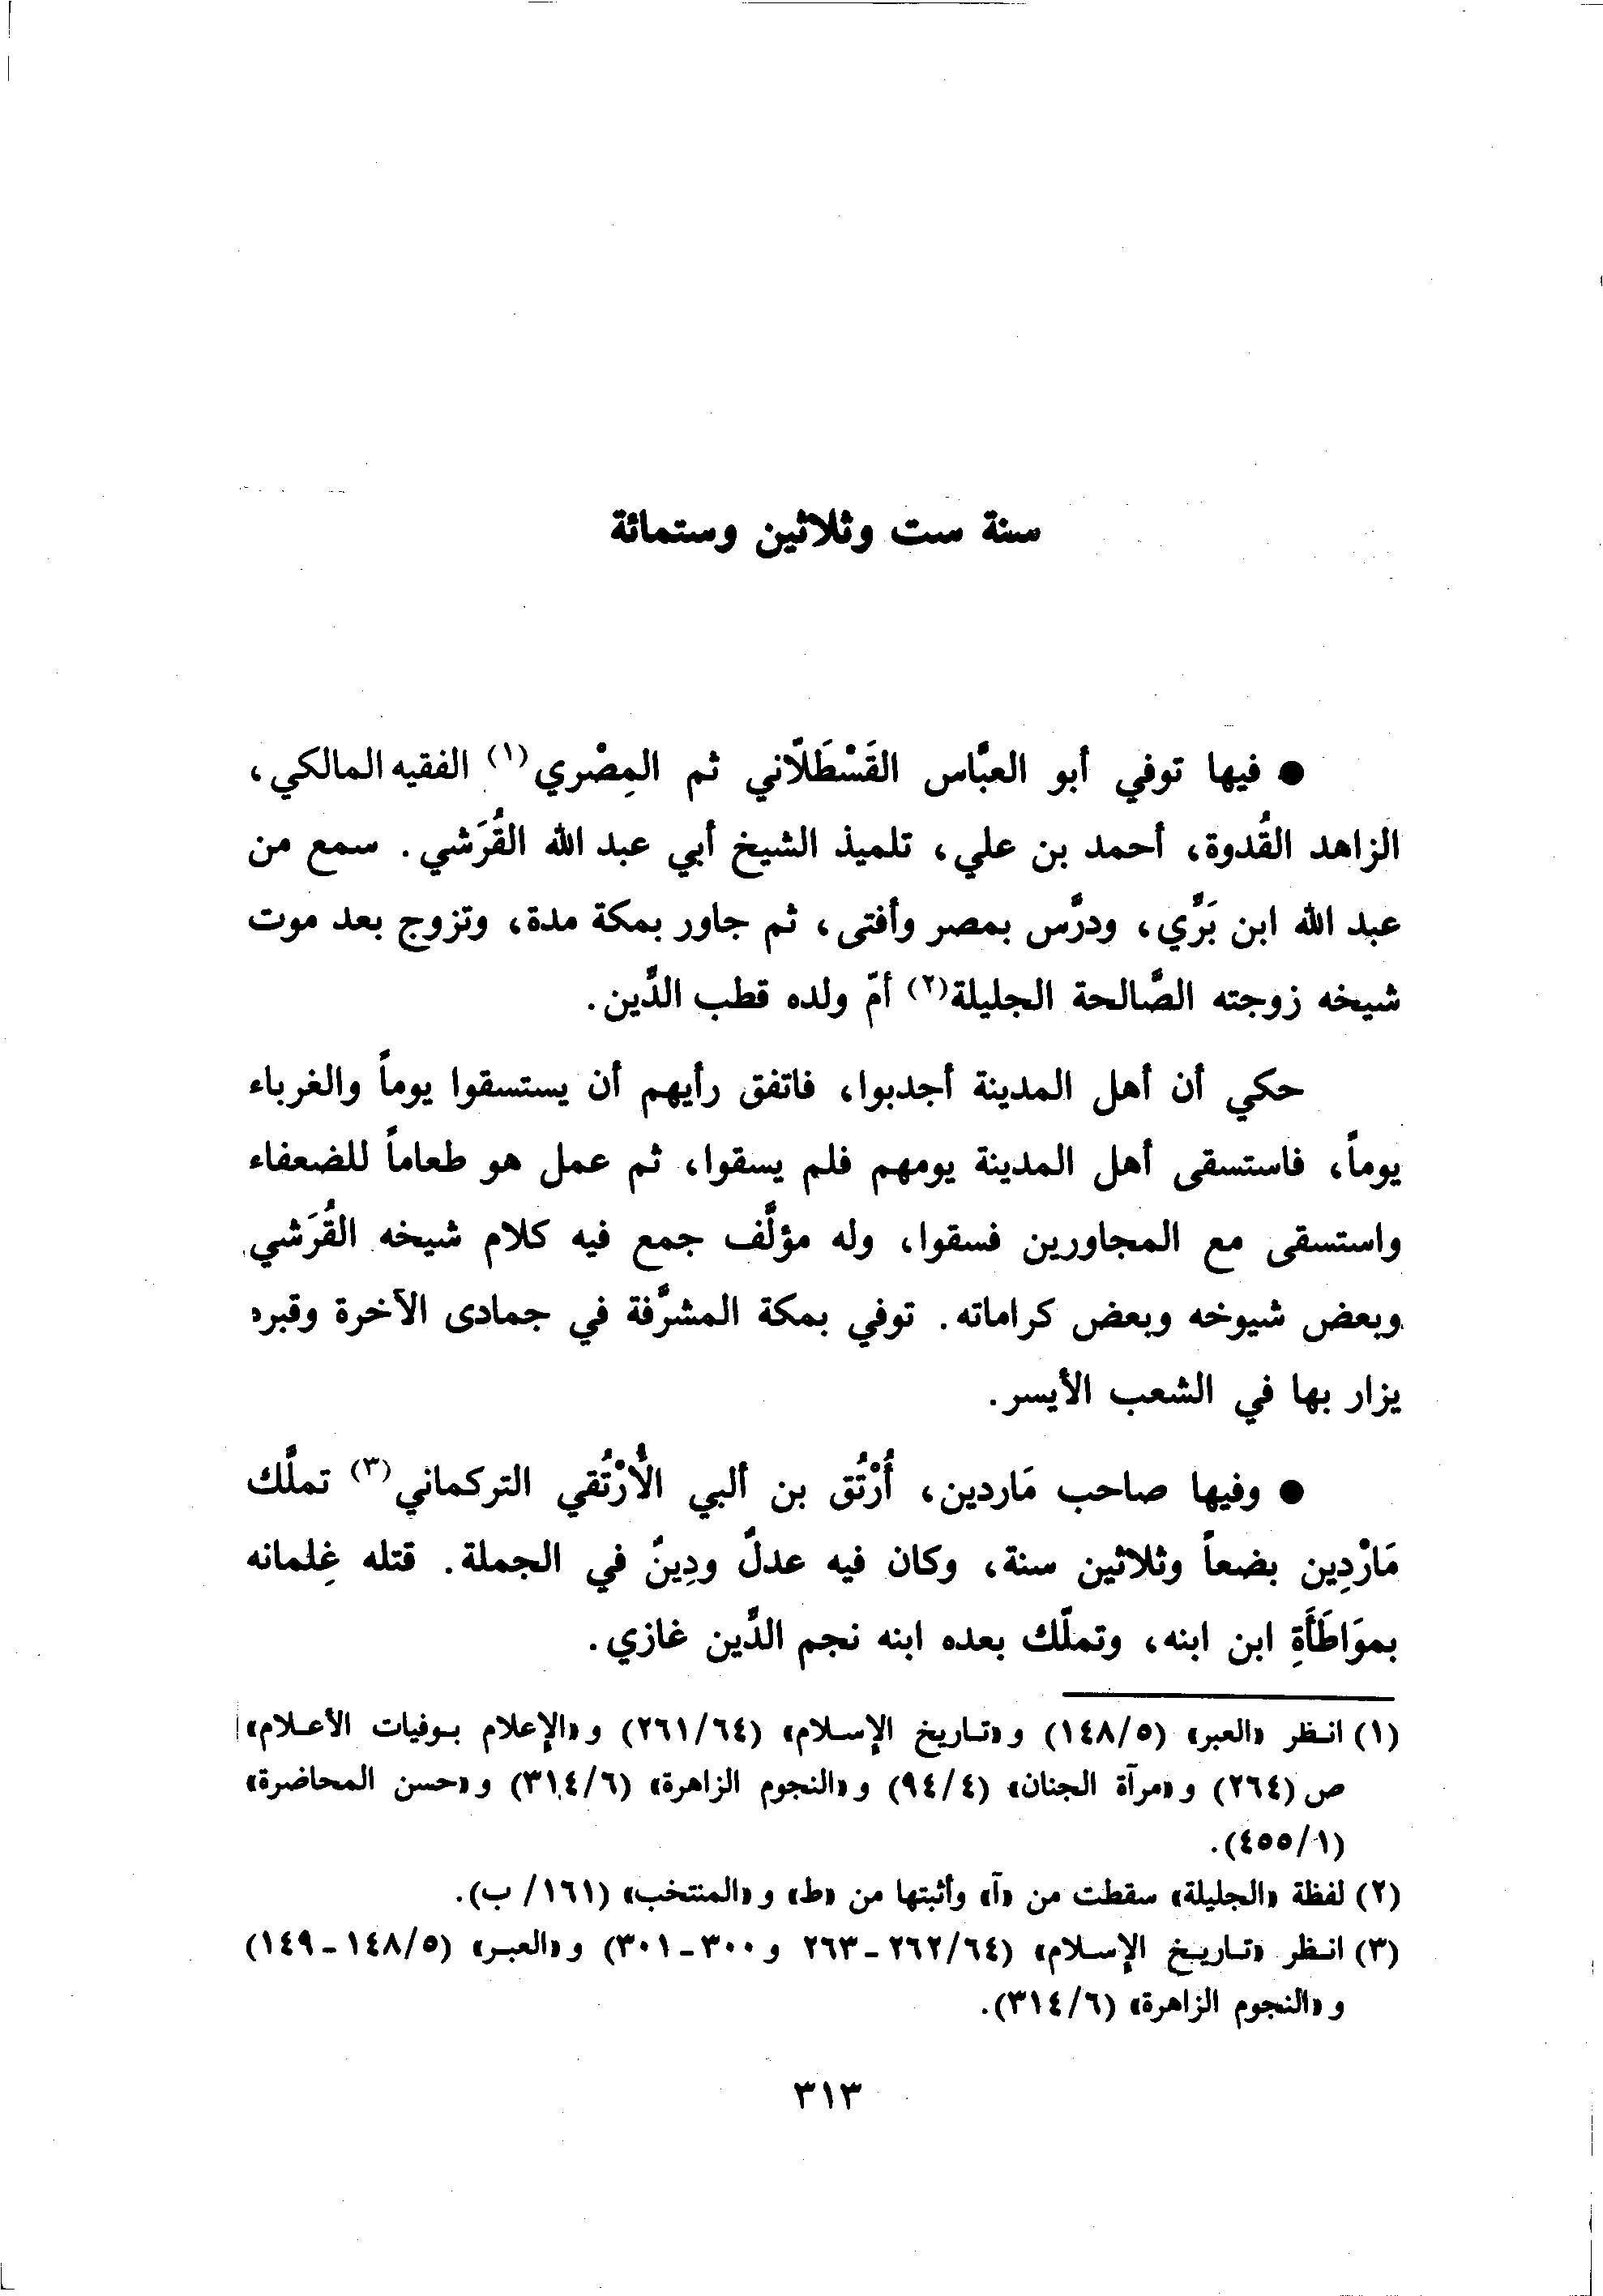 سنة ست وثلاثين وستمائة
● فيها توفي أبو العبَّاس القَسْطَلّاني ثم المِصْري(١) الفقيه المالكي،
الزاهد القُدوة، أحمد بن علي، تلميذ الشيخ أبي عبد الله القُرَشي. سمع من
عبد الله ابن بَرِّي، ودرَّس بمصر وأفتى، ثم جاور بمكة مدة، وتزوج بعد موت
شيخه زوجته الصَّالحة الجليلة(٢) أمّ ولده قطب الدِّين.
حكي أن أهل المدينة أجدبوا، فاتفق رأيهم أن يستسقوا يوماً والغرباء
يوماً، فاستسقى أهل المدينة يومهم فلم يسقوا، ثم عمل هو طعاماً للضعفاء
واستسقى مع المجاورين فسقوا، وله مؤلَّف جمع فيه كلام شيخه القُرَشي
وبعض شيوخه وبعض كراماته. توفي بمكة المشرَّفة في جمادى الآخرة وقبره
يزار بها في الشعب الأيسر.
● وفيها صاحب مَاردين، أُرْتُق بن ألبي الأُرْتُقي التركماني(٣) تملَّك
مَارْدِين بضعاً وثلاثين سنة، وكان فيه عدلٌ ودِينٌ في الجملة. قتله غِلمانه
بموَاطَأَةِ ابن ابنه، وتملَّك بعده ابنه نجم الدِّين غازي.
(١) انظر «العبر» (١٤٨/٥) و«تاريخ الإسلام» (٢٦١/٦٤) و«الإعلام بوفيات الأعلام»
ص (٢٦٤) و«مرآة الجنان» (٩٤/٤) و«النجوم الزاهرة» (٣١٤/٦) و«حسن المحاضرة»
(٤٥٥/١).
(٢) لفظة «الجليلة» سقطت من «آ» وأثبتها من «ط» و«المنتخب» (١٦١/ ب).
(٣) انظر «تاريخ الإسلام» (٢٦٢/٦٤ - ٢٦٣ و ٣٠٠ - ٣٠١) و«العبر» (١٤٨/٥ - ١٤٩)
و«النجوم الزاهرة» (٣١٤/٦).
٣١٣